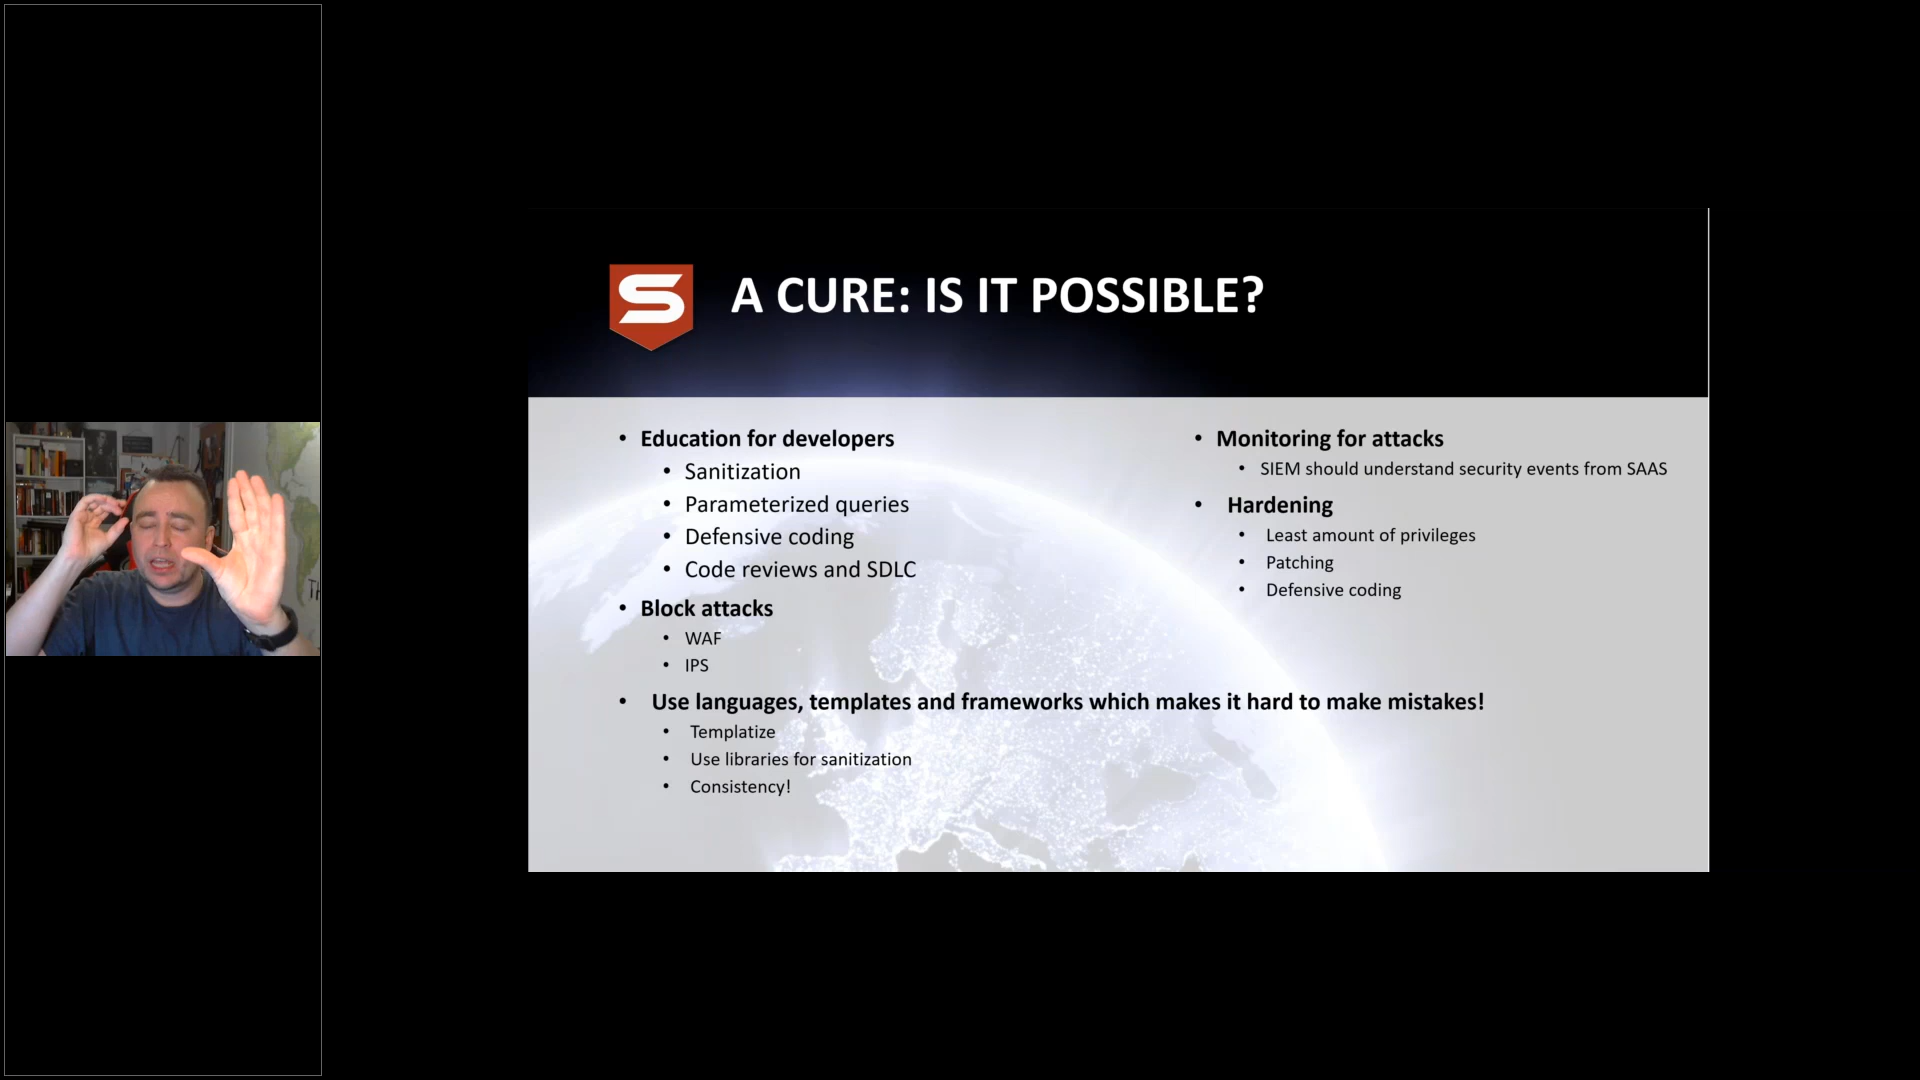 A CURE: IS IT POSSIBLE?
• Education for developers
• Sanitization
• Parameterized queries
• Defensive coding
• Code reviews and SDLC
• Block attacks
• WAF
• IPS
• Use languages, templates and frameworks which makes it hard to make mistakes!
• Templatize
• Use libraries for sanitization
• Consistency!
• Monitoring for attacks
• SIEM should understand security events from SAAS
• Hardening
• Least amount of privileges
• Patching
• Defensive coding